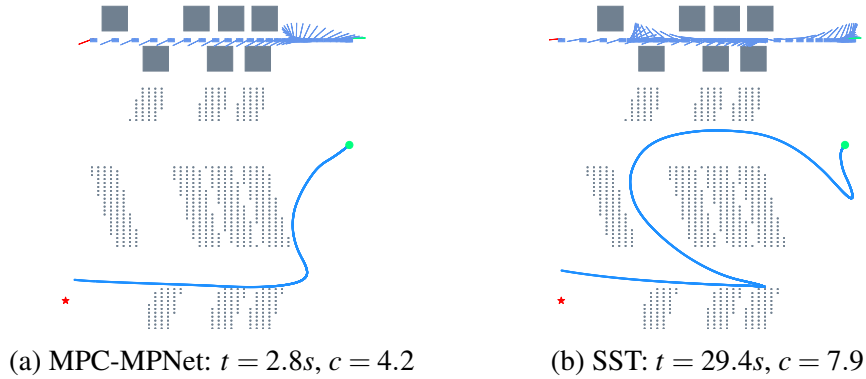 (a) MPC-MPNet: t = 2.8s, c = 4.2
(b) SST: t = 29.4s, c = 7.9